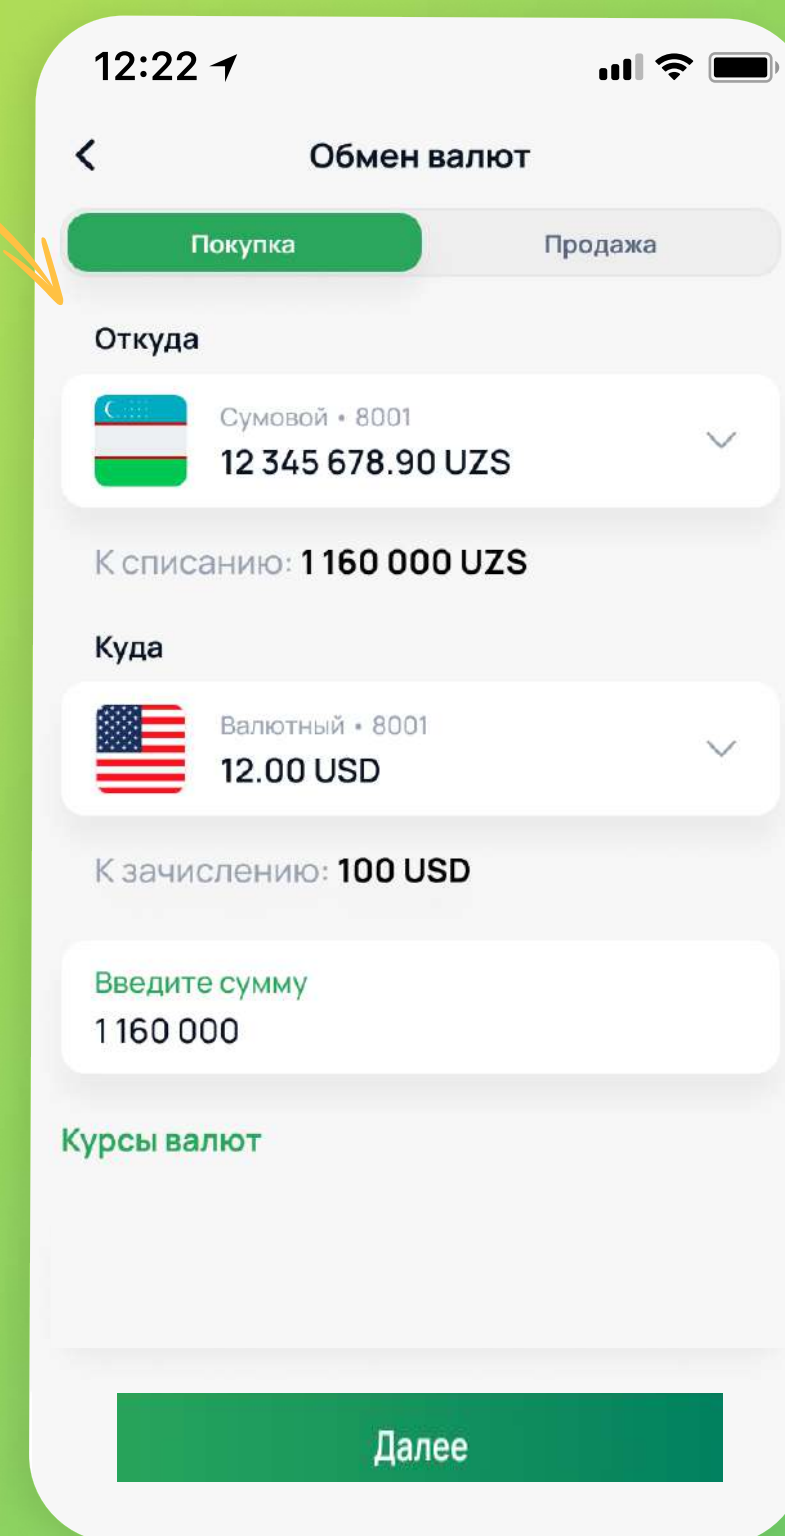 12:22
Обмен валют
Покупка
Продажа
Откуда
Сумовой • 8001
12 345 678.90 UZS
К списанию: 1 160 000 UZS
Куда
Валютный • 8001
12.00 USD
К зачислению: 100 USD
Введите сумму
1 160 000
Курсы валют
Далее